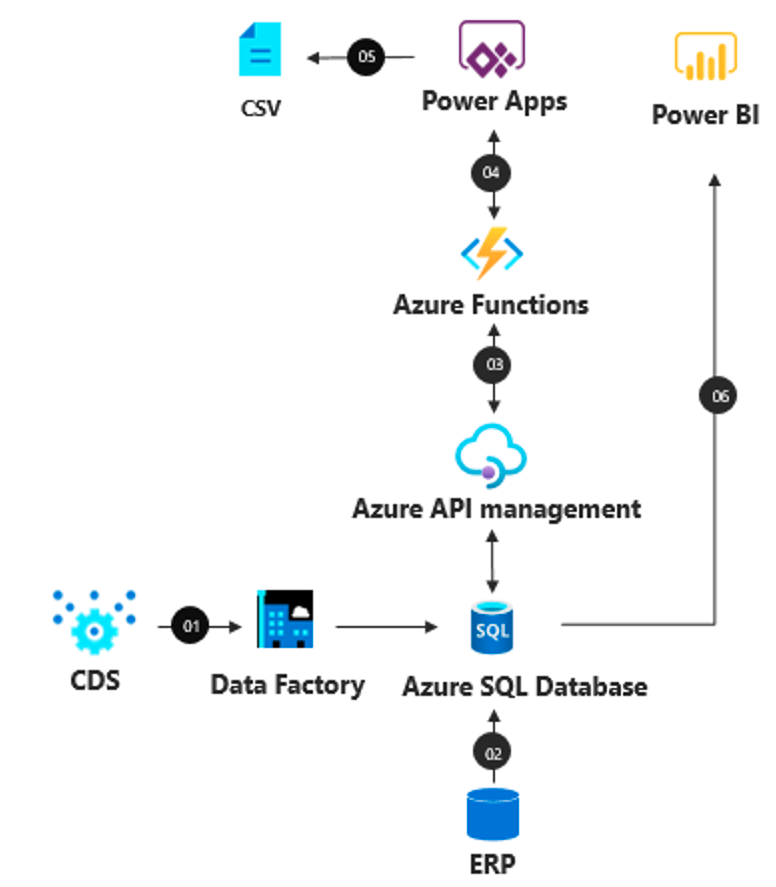 05
CSV
Power Apps
Power BI
04
Azure Functions
03
06
Azure API management
01
SQL
CDS
Data Factory
Azure SQL Database
02
ERP